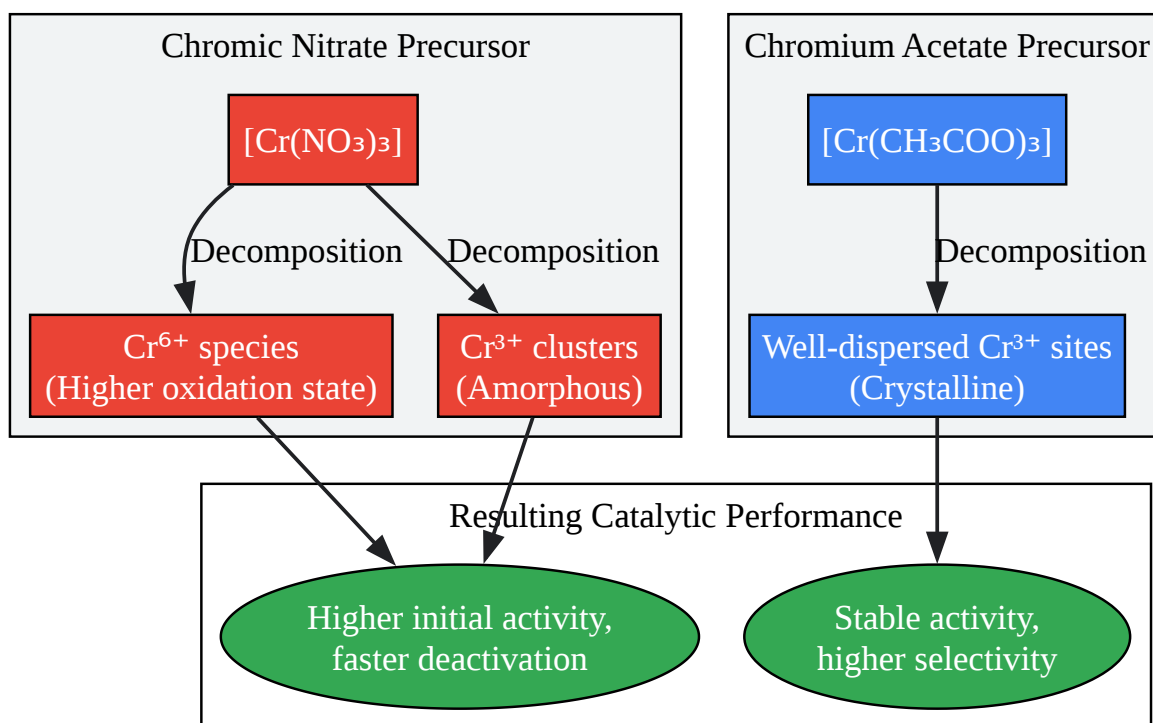 Chromic Nitrate Precursor
[Cr(NO₃)₃]
Decomposition
Decomposition
Cr⁶⁺ species
(Higher oxidation state)
Cr³⁺ clusters
(Amorphous)
Chromium Acetate Precursor
[Cr(CH₃COO)₃]
Decomposition
Well-dispersed Cr³⁺ sites
(Crystalline)
Resulting Catalytic Performance
Higher initial activity,
faster deactivation
Stable activity,
higher selectivity